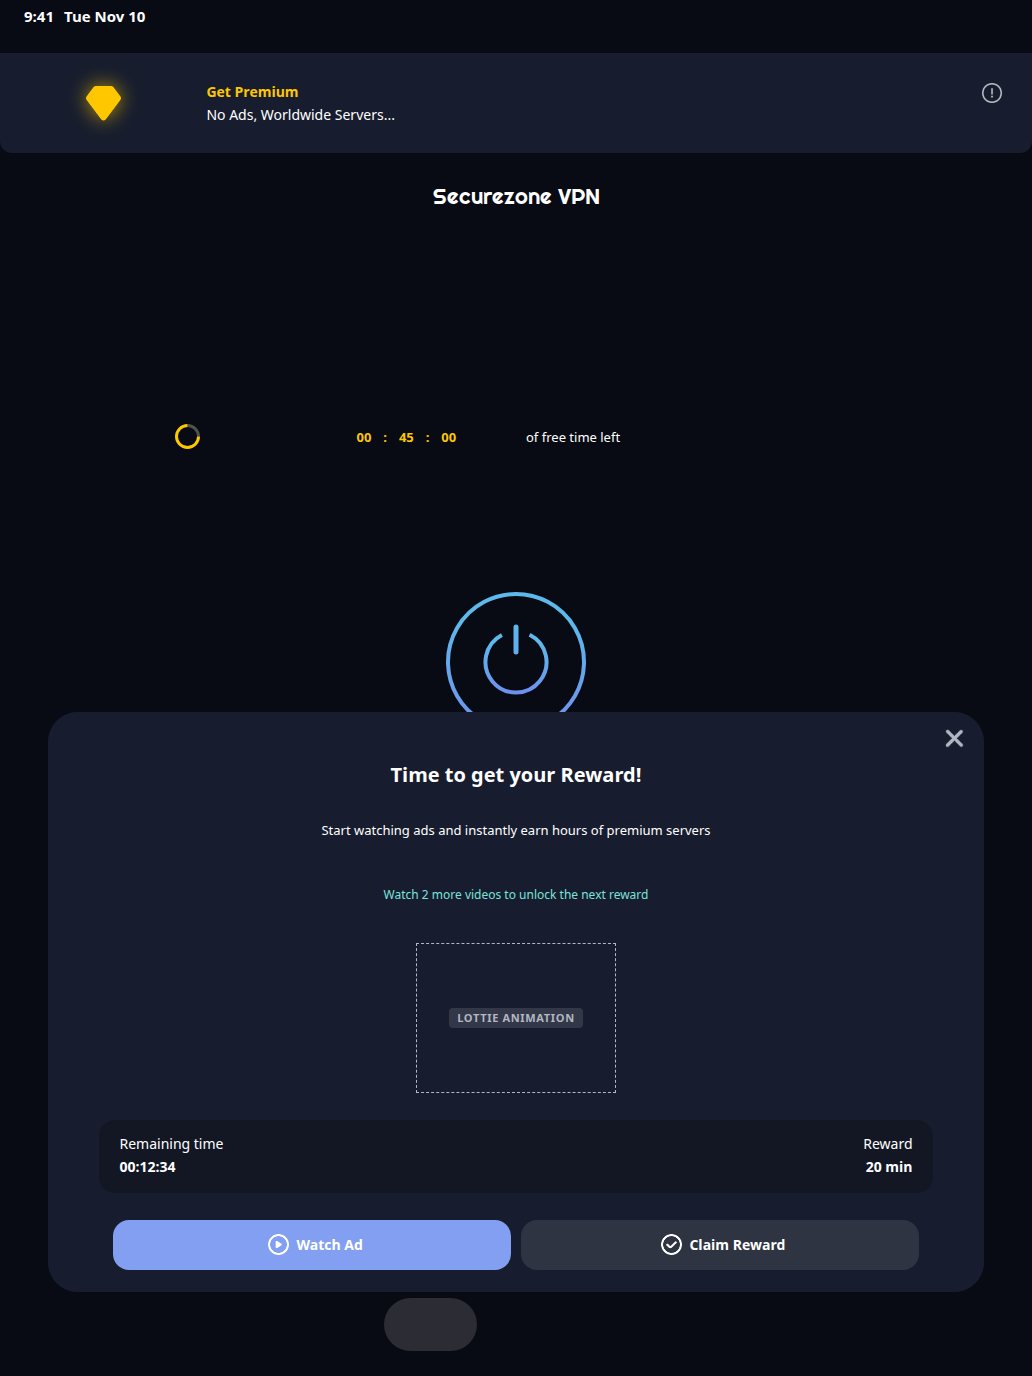 9:41 Tue Nov 10
Get Premium
No Ads, Worldwide Servers...
Securezone VPN
00 : 45 : 00 of free time left
Time to get your Reward!
Start watching ads and instantly earn hours of premium servers
Watch 2 more videos to unlock the next reward
LOTTIE ANIMATION
Remaining time Reward
00:12:34 20 min
Watch Ad Claim Reward